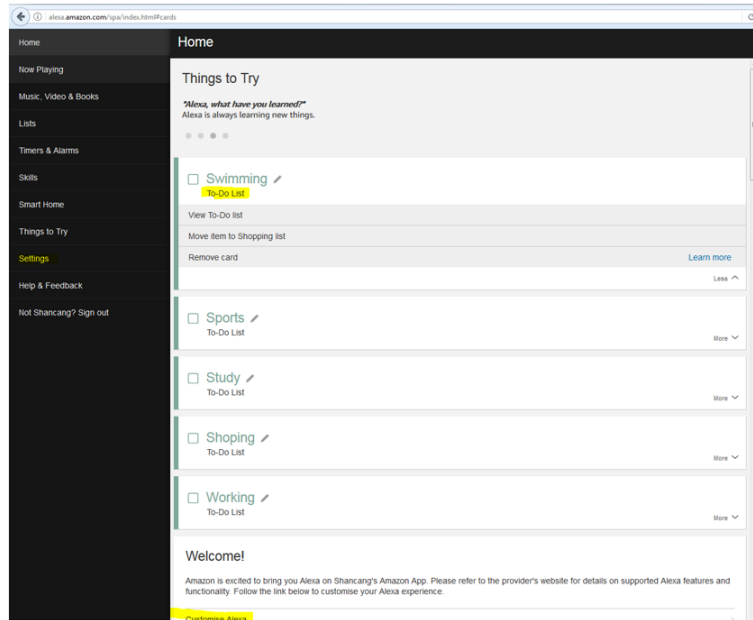 alexa.amazon.com/spa/index.html#cards
Home
Now Playing
Music, Video & Books
Lists
Timers & Alarms
Skills
Smart Home
Things to Try
Settings
Help & Feedback
Not Shancang? Sign out
Home
Things to Try
"Alexa, what have you learned?"
Alexa is always learning new things.
Swimming
To-Do List
View To-Do list
Move item to Shopping list
Remove card Learn more
Less
Sports
To-Do List
More
Study
To-Do List
More
Shoping
To-Do List
More
Working
To-Do List
More
Welcome!
Amazon is excited to bring you Alexa on Shancang's Amazon App. Please refer to the provider's website for details on supported Alexa features and
functionality. Follow the link below to customise your Alexa experience.
Customise Alexa